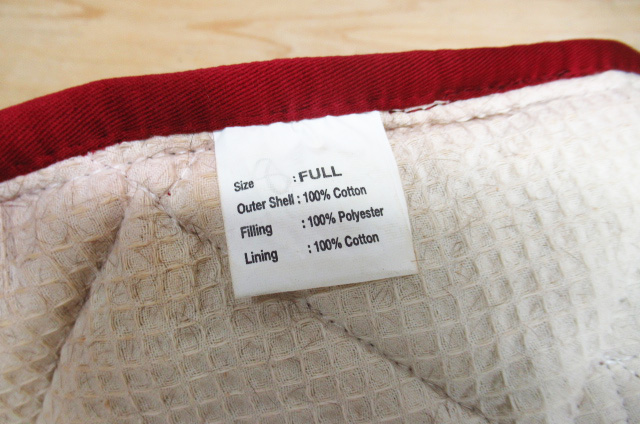 Size : FULL
Outer Shell : 100% Cotton
Filling : 100% Polyester
Lining : 100% Cotton